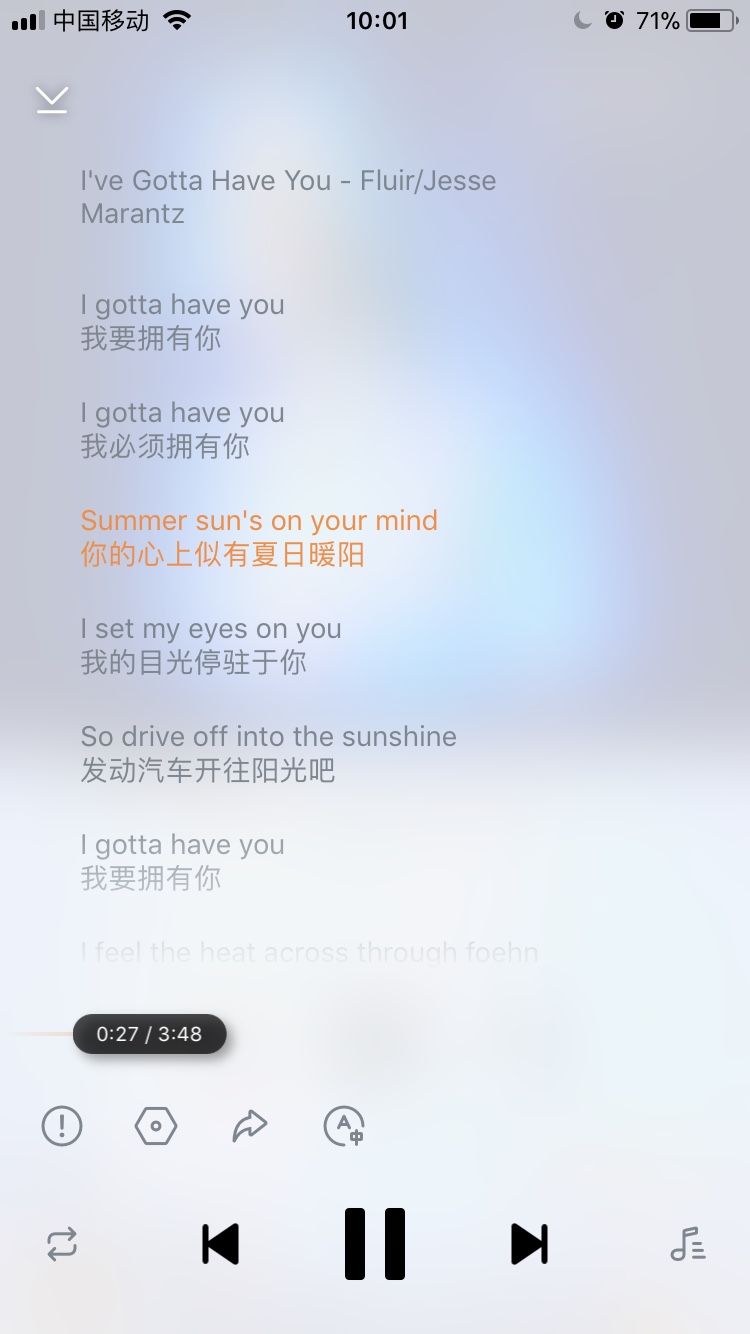 中国移动 10:01 71%
I've Gotta Have You - Fluir/Jesse
Marantz
I gotta have you
我要拥有你
I gotta have you
我必须拥有你
Summer sun's on your mind
你的心上似有夏日暖阳
I set my eyes on you
我的目光停驻于你
So drive off into the sunshine
发动汽车开往阳光吧
I gotta have you
我要拥有你
I feel the heat across through foehn
0:27 / 3:48